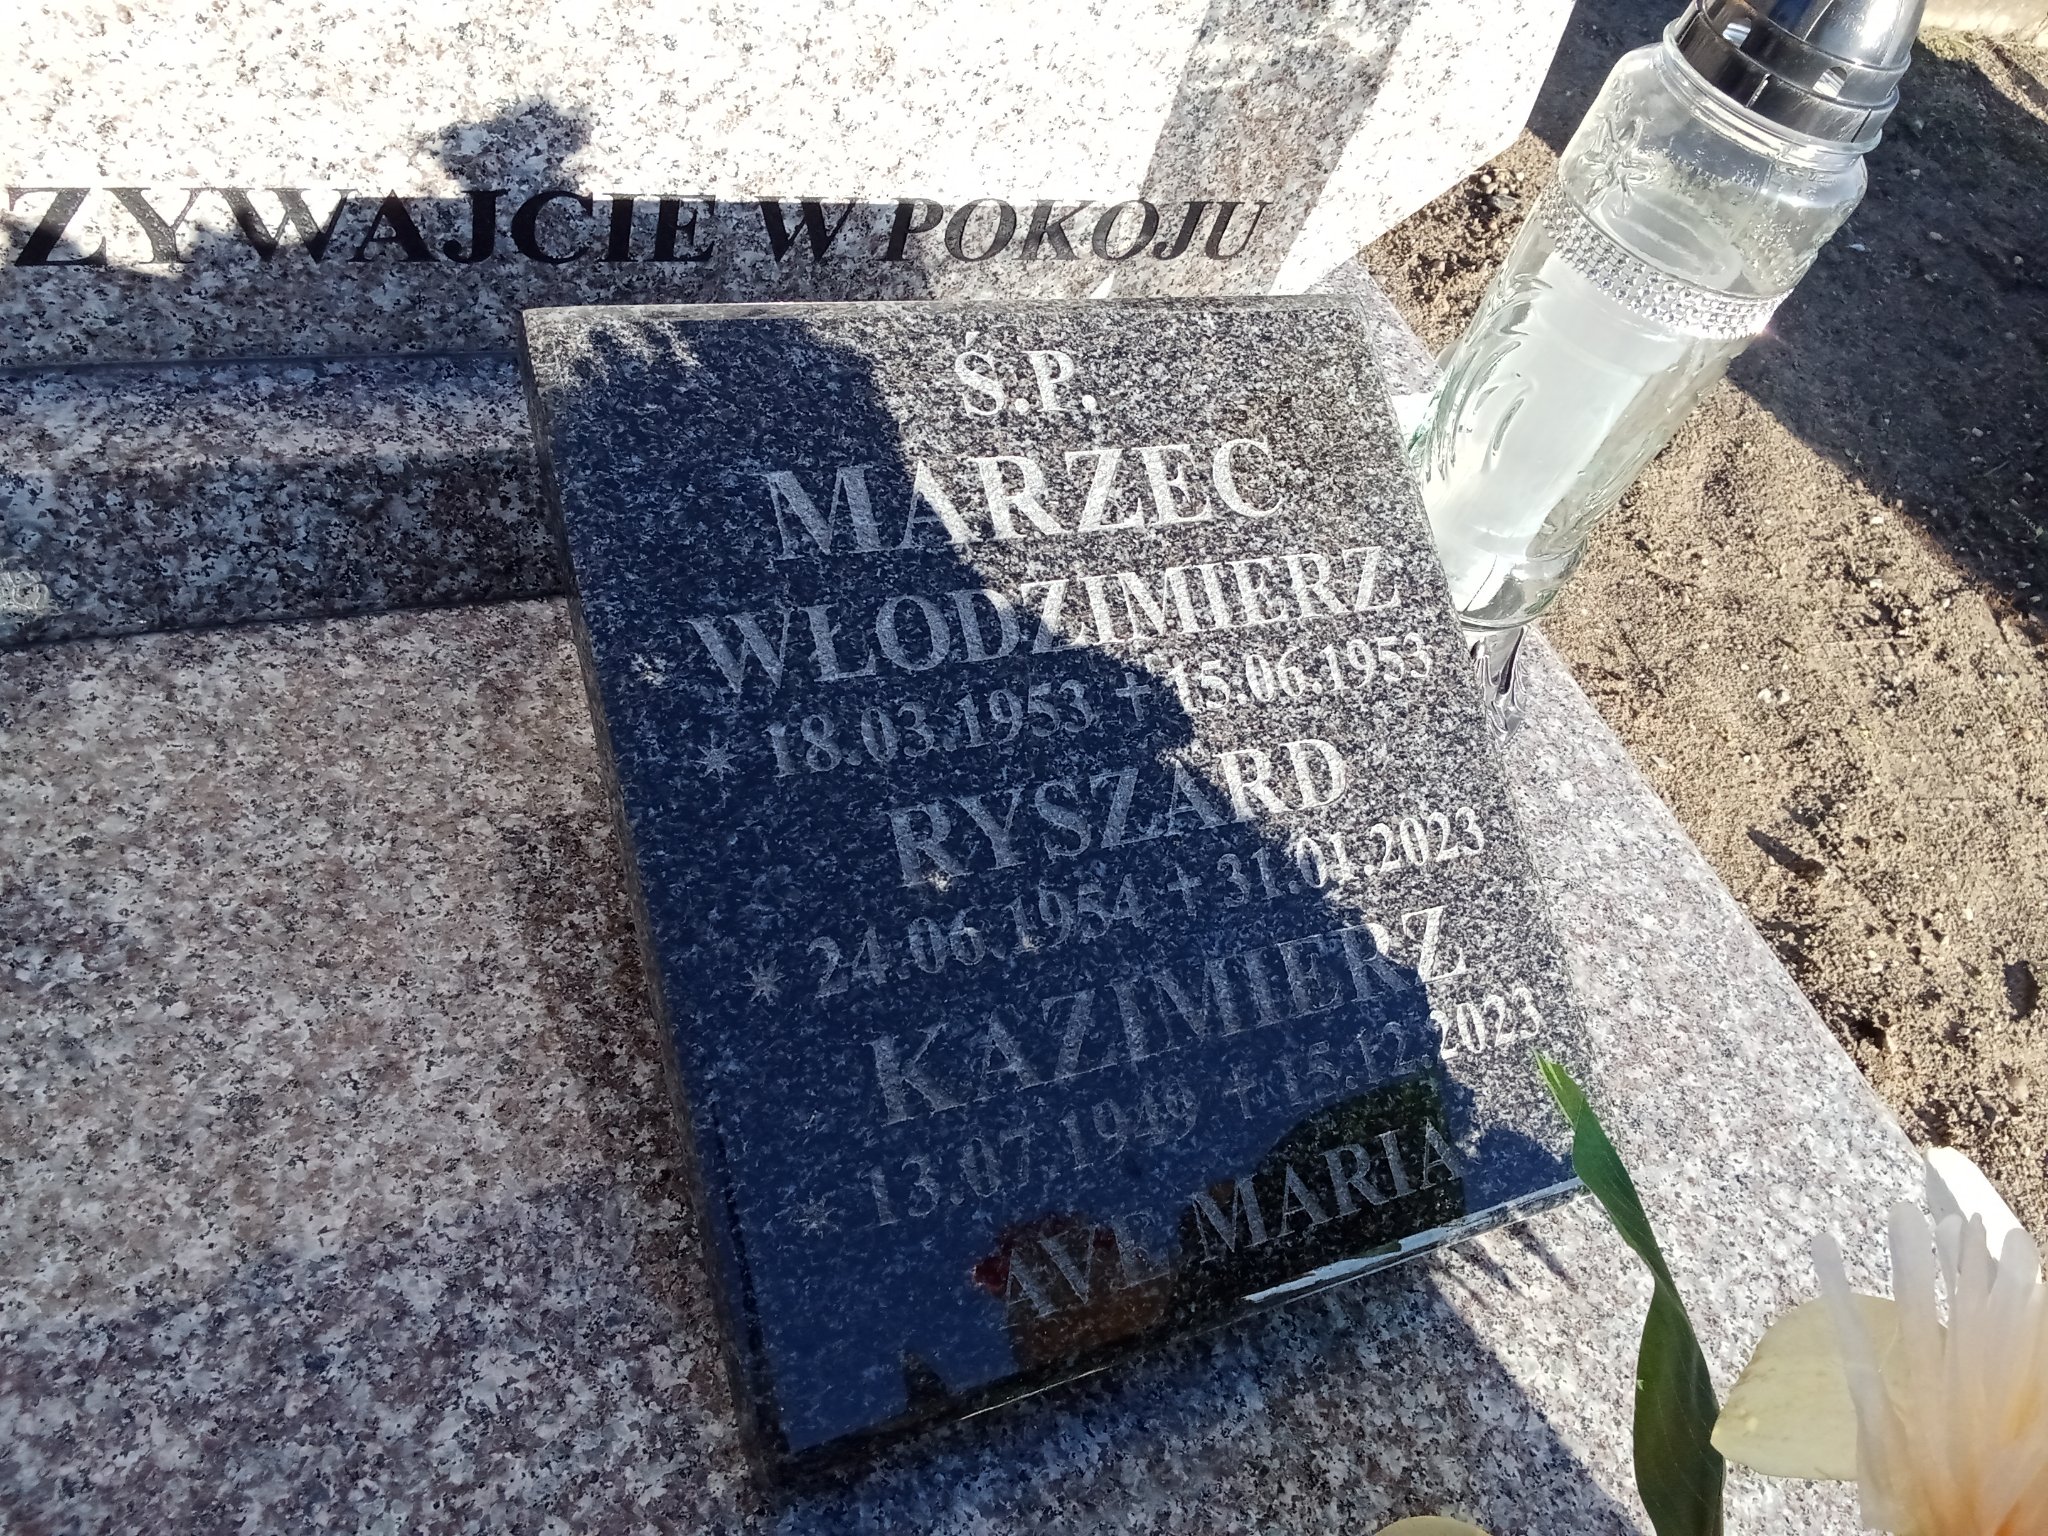 ZYWAJCIE W POKOJU
Ś.P.
MARZEC
WŁODZIMIERZ
* 18.03.1953 + 15.06.1953
RYSZARD
* 24.06.1954 + 31.01.2023
KAZIMIERZ
* 13.07.1949 + 15.12.2023
AVE MARIA